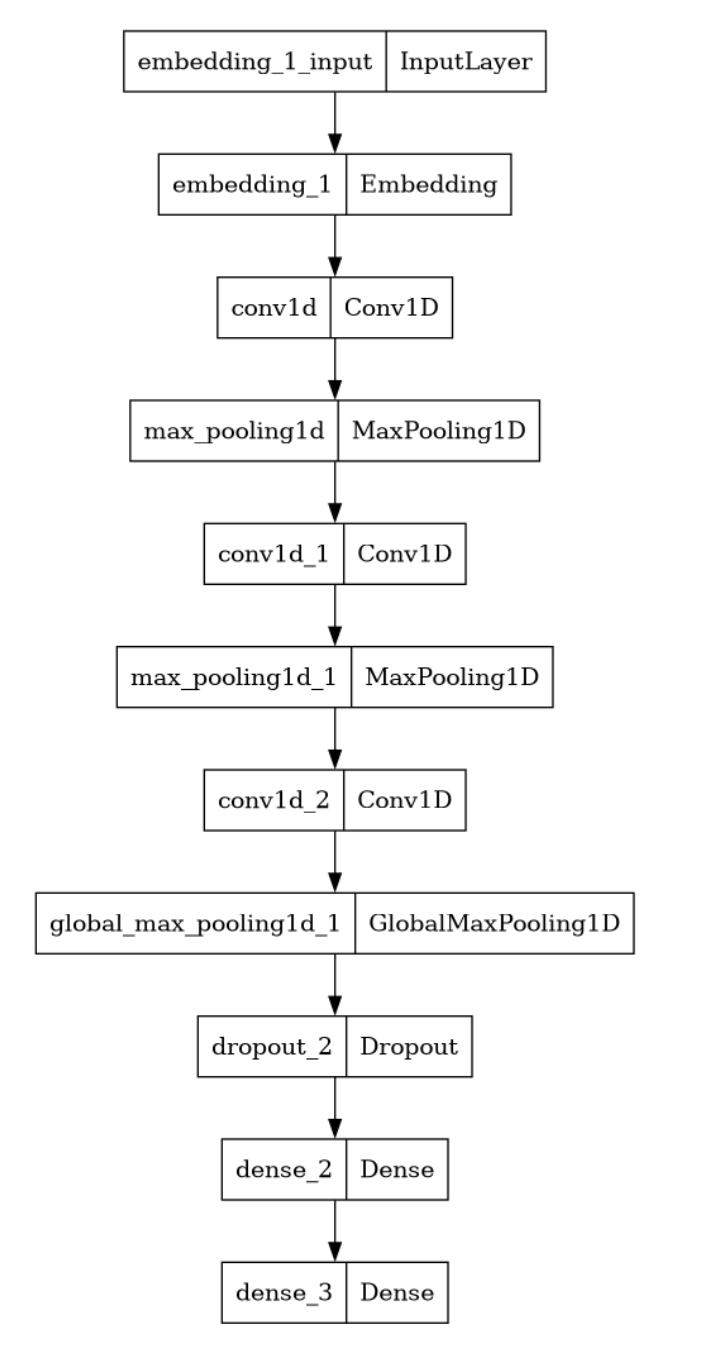 embedding_1_input InputLayer
embedding_1 Embedding
conv1d Conv1D
max_pooling1d MaxPooling1D
conv1d_1 Conv1D
max_pooling1d_1 MaxPooling1D
conv1d_2 Conv1D
global_max_pooling1d_1 GlobalMaxPooling1D
dropout_2 Dropout
dense_2 Dense
dense_3 Dense